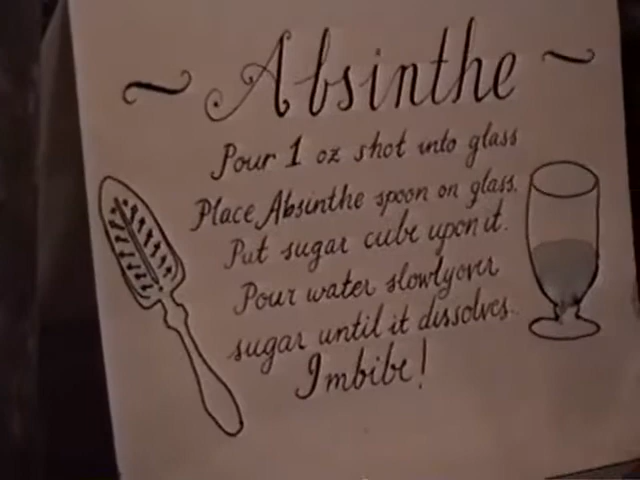 ~ Absinthe ~
Pour 1 oz shot into glass
Place Absinthe spoon on glass.
Put sugar cube upon it.
Pour water slowly over
sugar until it dissolves.
Imbibe!